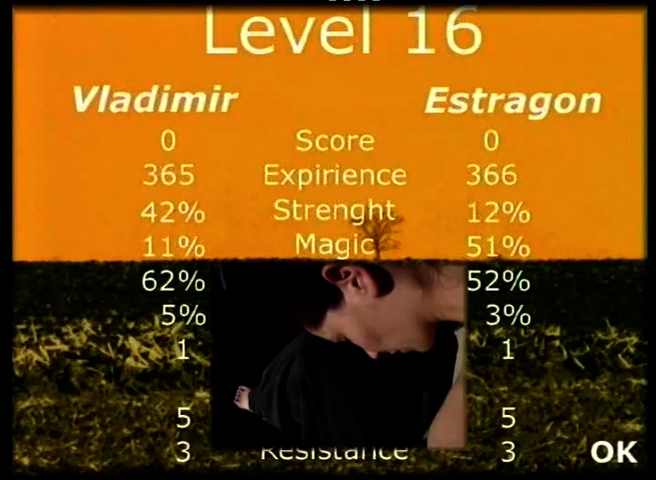 Level 16
Vladimir Estragon
0 Score 0
365 Expirience 366
42% Strenght 12%
11% Magic 51%
62% 52%
5% 3%
1 1
5 5
3 Resistance 3
OK